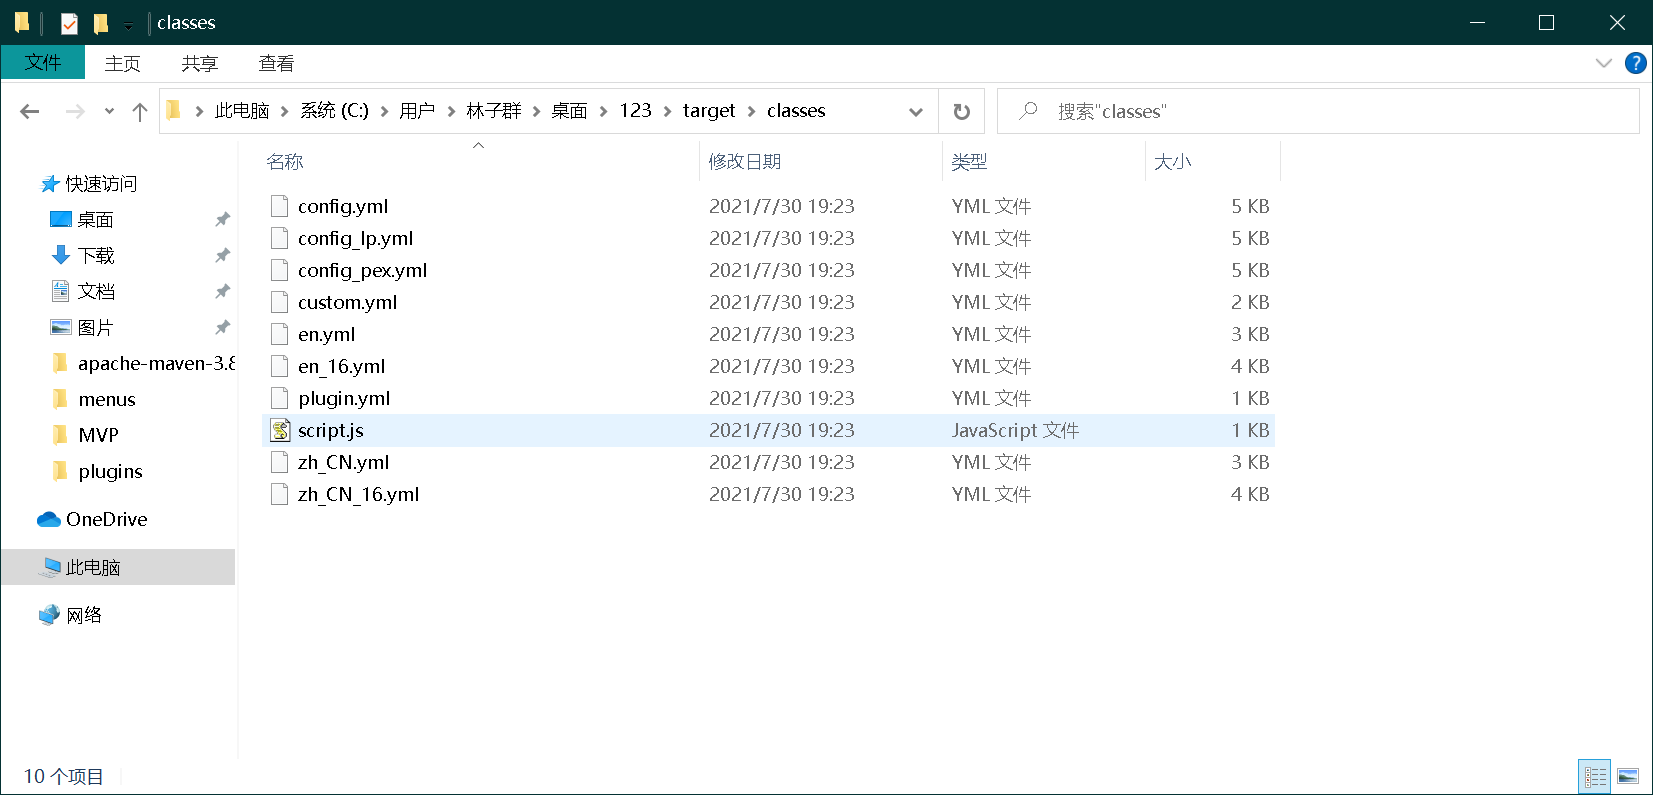 classes
文件 主页 共享 查看
此电脑 系统 (C:) 用户 林子群 桌面 123 target classes
搜索"classes"
快速访问
桌面
下载
文档
图片
apache-maven-3.8
menus
MVP
plugins
OneDrive
此电脑
网络
名称 修改日期 类型 大小
config.yml 2021/7/30 19:23 YML 文件 5 KB
config_lp.yml 2021/7/30 19:23 YML 文件 5 KB
config_pex.yml 2021/7/30 19:23 YML 文件 5 KB
custom.yml 2021/7/30 19:23 YML 文件 2 KB
en.yml 2021/7/30 19:23 YML 文件 3 KB
en_16.yml 2021/7/30 19:23 YML 文件 4 KB
plugin.yml 2021/7/30 19:23 YML 文件 1 KB
script.js 2021/7/30 19:23 JavaScript 文件 1 KB
zh_CN.yml 2021/7/30 19:23 YML 文件 3 KB
zh_CN_16.yml 2021/7/30 19:23 YML 文件 4 KB
10 个项目